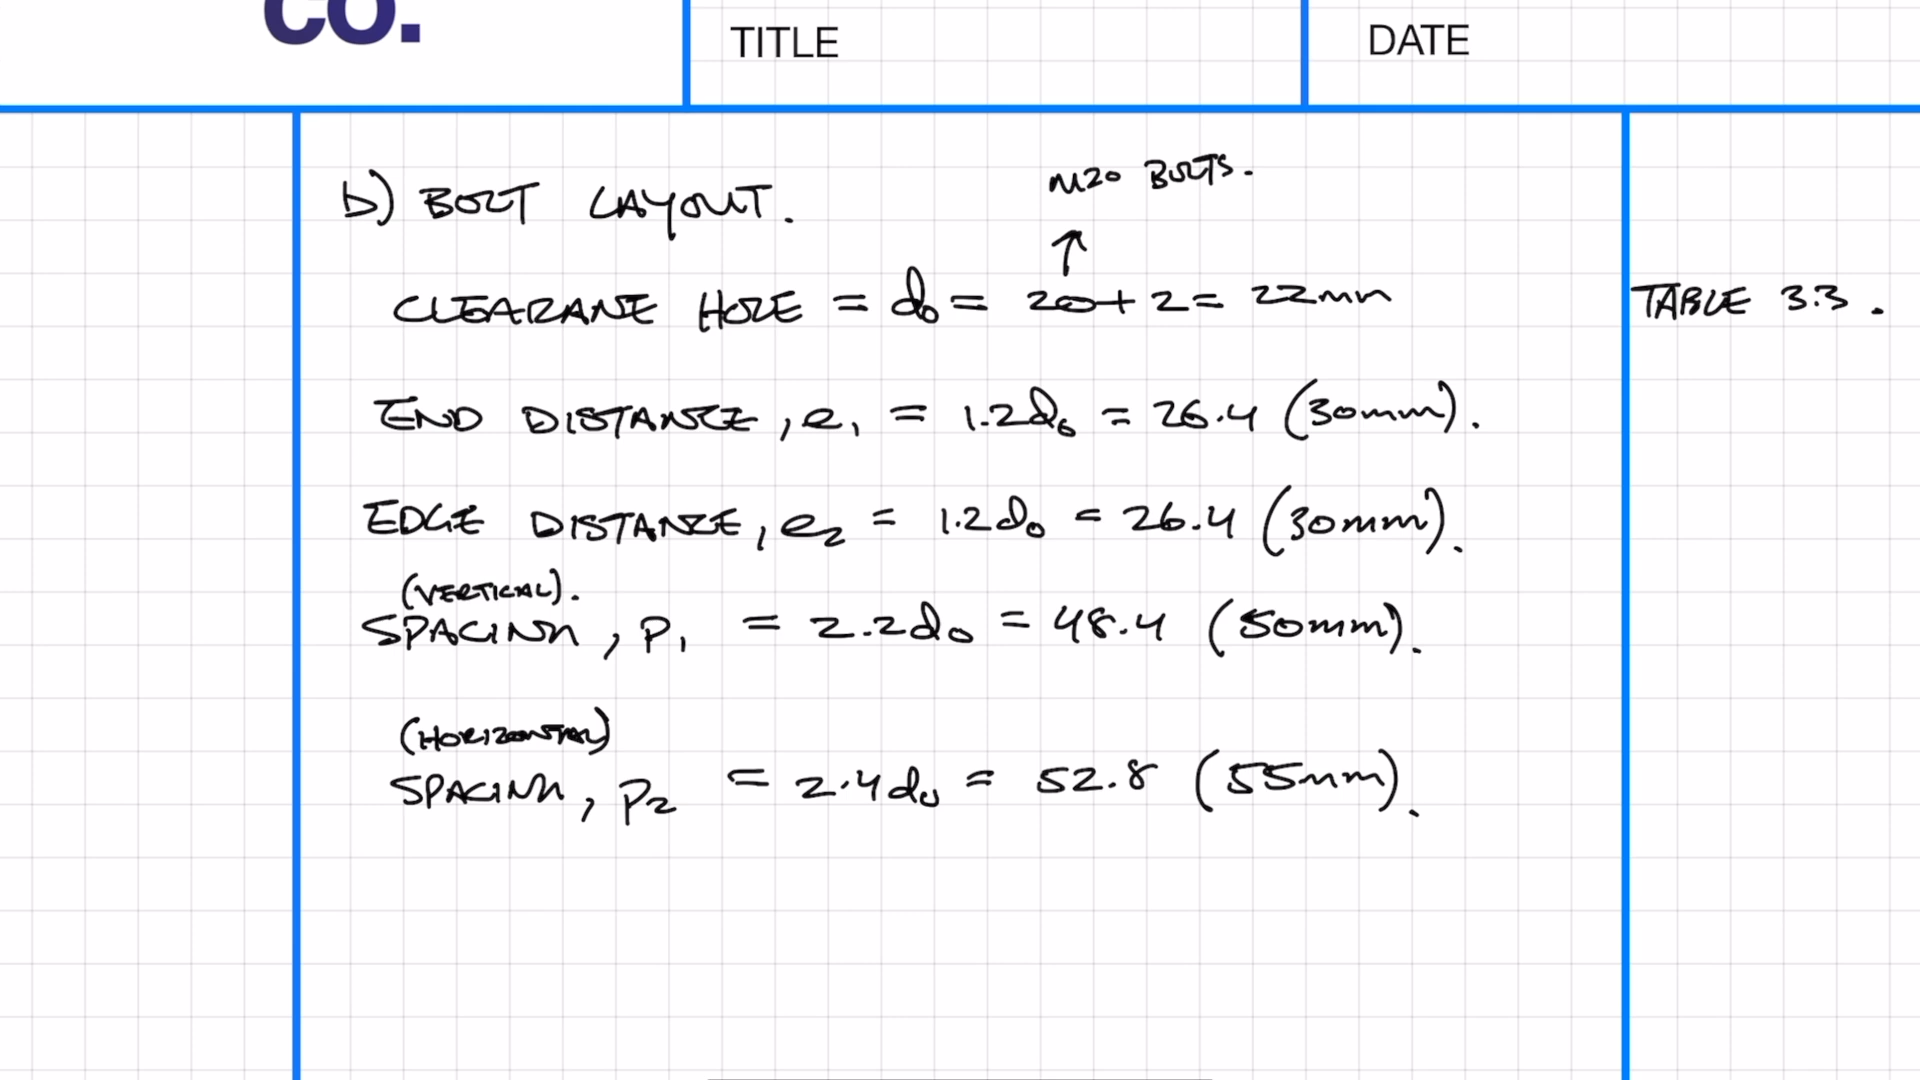 co.
TITLE
DATE
b) BOLT LAYOUT.
M20 BOLTS.
↑
CLEARANE HOLE = d₀ = 20 + 2 = 22mm
TABLE 3.3 .
END DISTANCE, e₁ = 1.2d₀ = 26.4 (30mm).
EDGE DISTANCE, e₂ = 1.2d₀ = 26.4 (30mm).
(VERTICAL).
SPACING, P₁ = 2.2d₀ = 48.4 (50mm).
(HORIZONTAL)
SPACING, P₂ = 2.4d₀ = 52.8 (55mm).